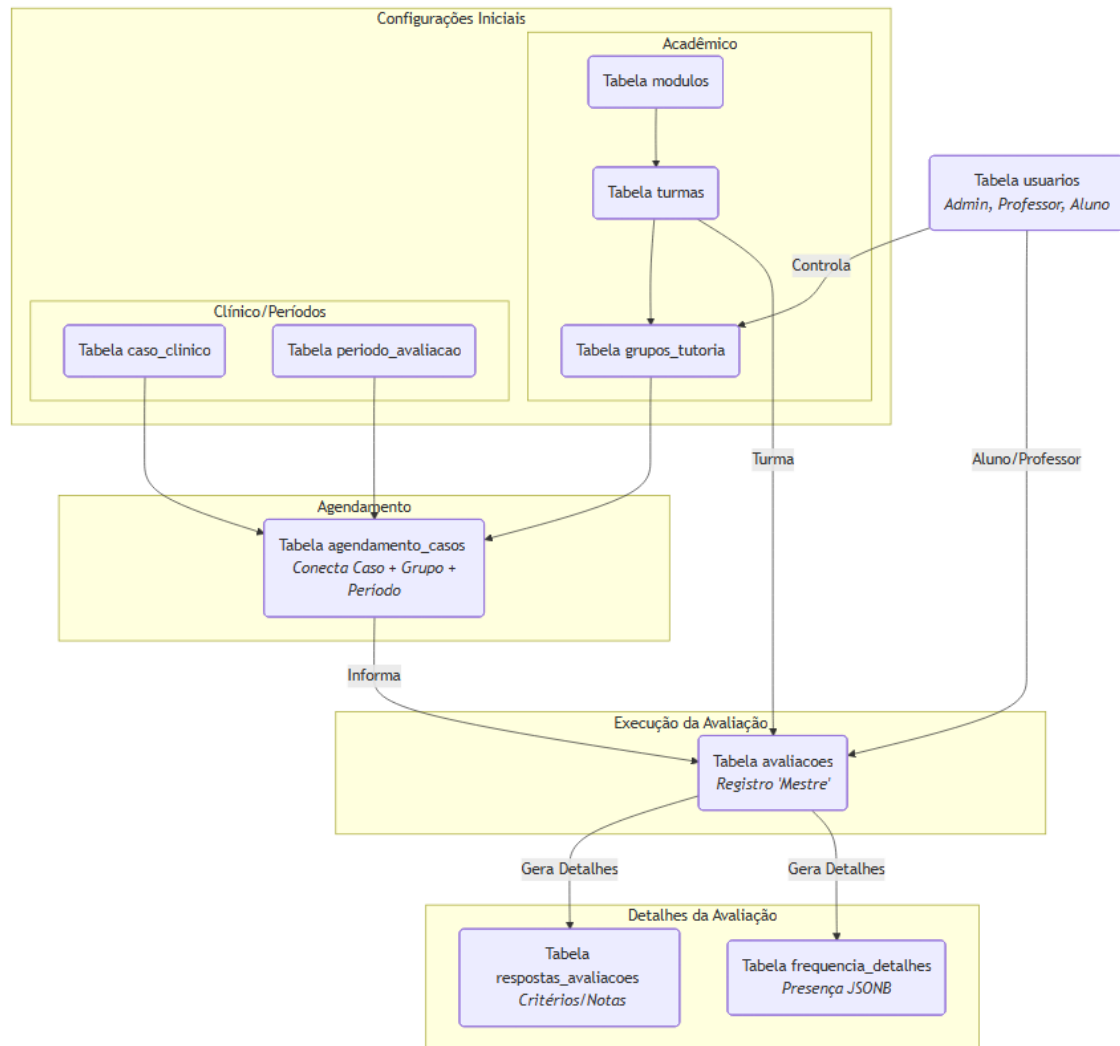 Configurações Iniciais
Acadêmico
Tabela modulos
Tabela turmas
Tabela usuarios
Admin, Professor, Aluno
Controla
Clínico/Períodos
Tabela caso_clinico
Tabela periodo_avaliacao
Tabela grupos_tutoria
Turma
Aluno/Professor
Agendamento
Tabela agendamento_casos
Conecta Caso + Grupo +
Período
Informa
Execução da Avaliação
Tabela avaliacoes
Registro 'Mestre'
Gera Detalhes
Gera Detalhes
Detalhes da Avaliação
Tabela
respostas_avaliacoes
Critérios/Notas
Tabela frequencia_detalhes
Presença JSONB